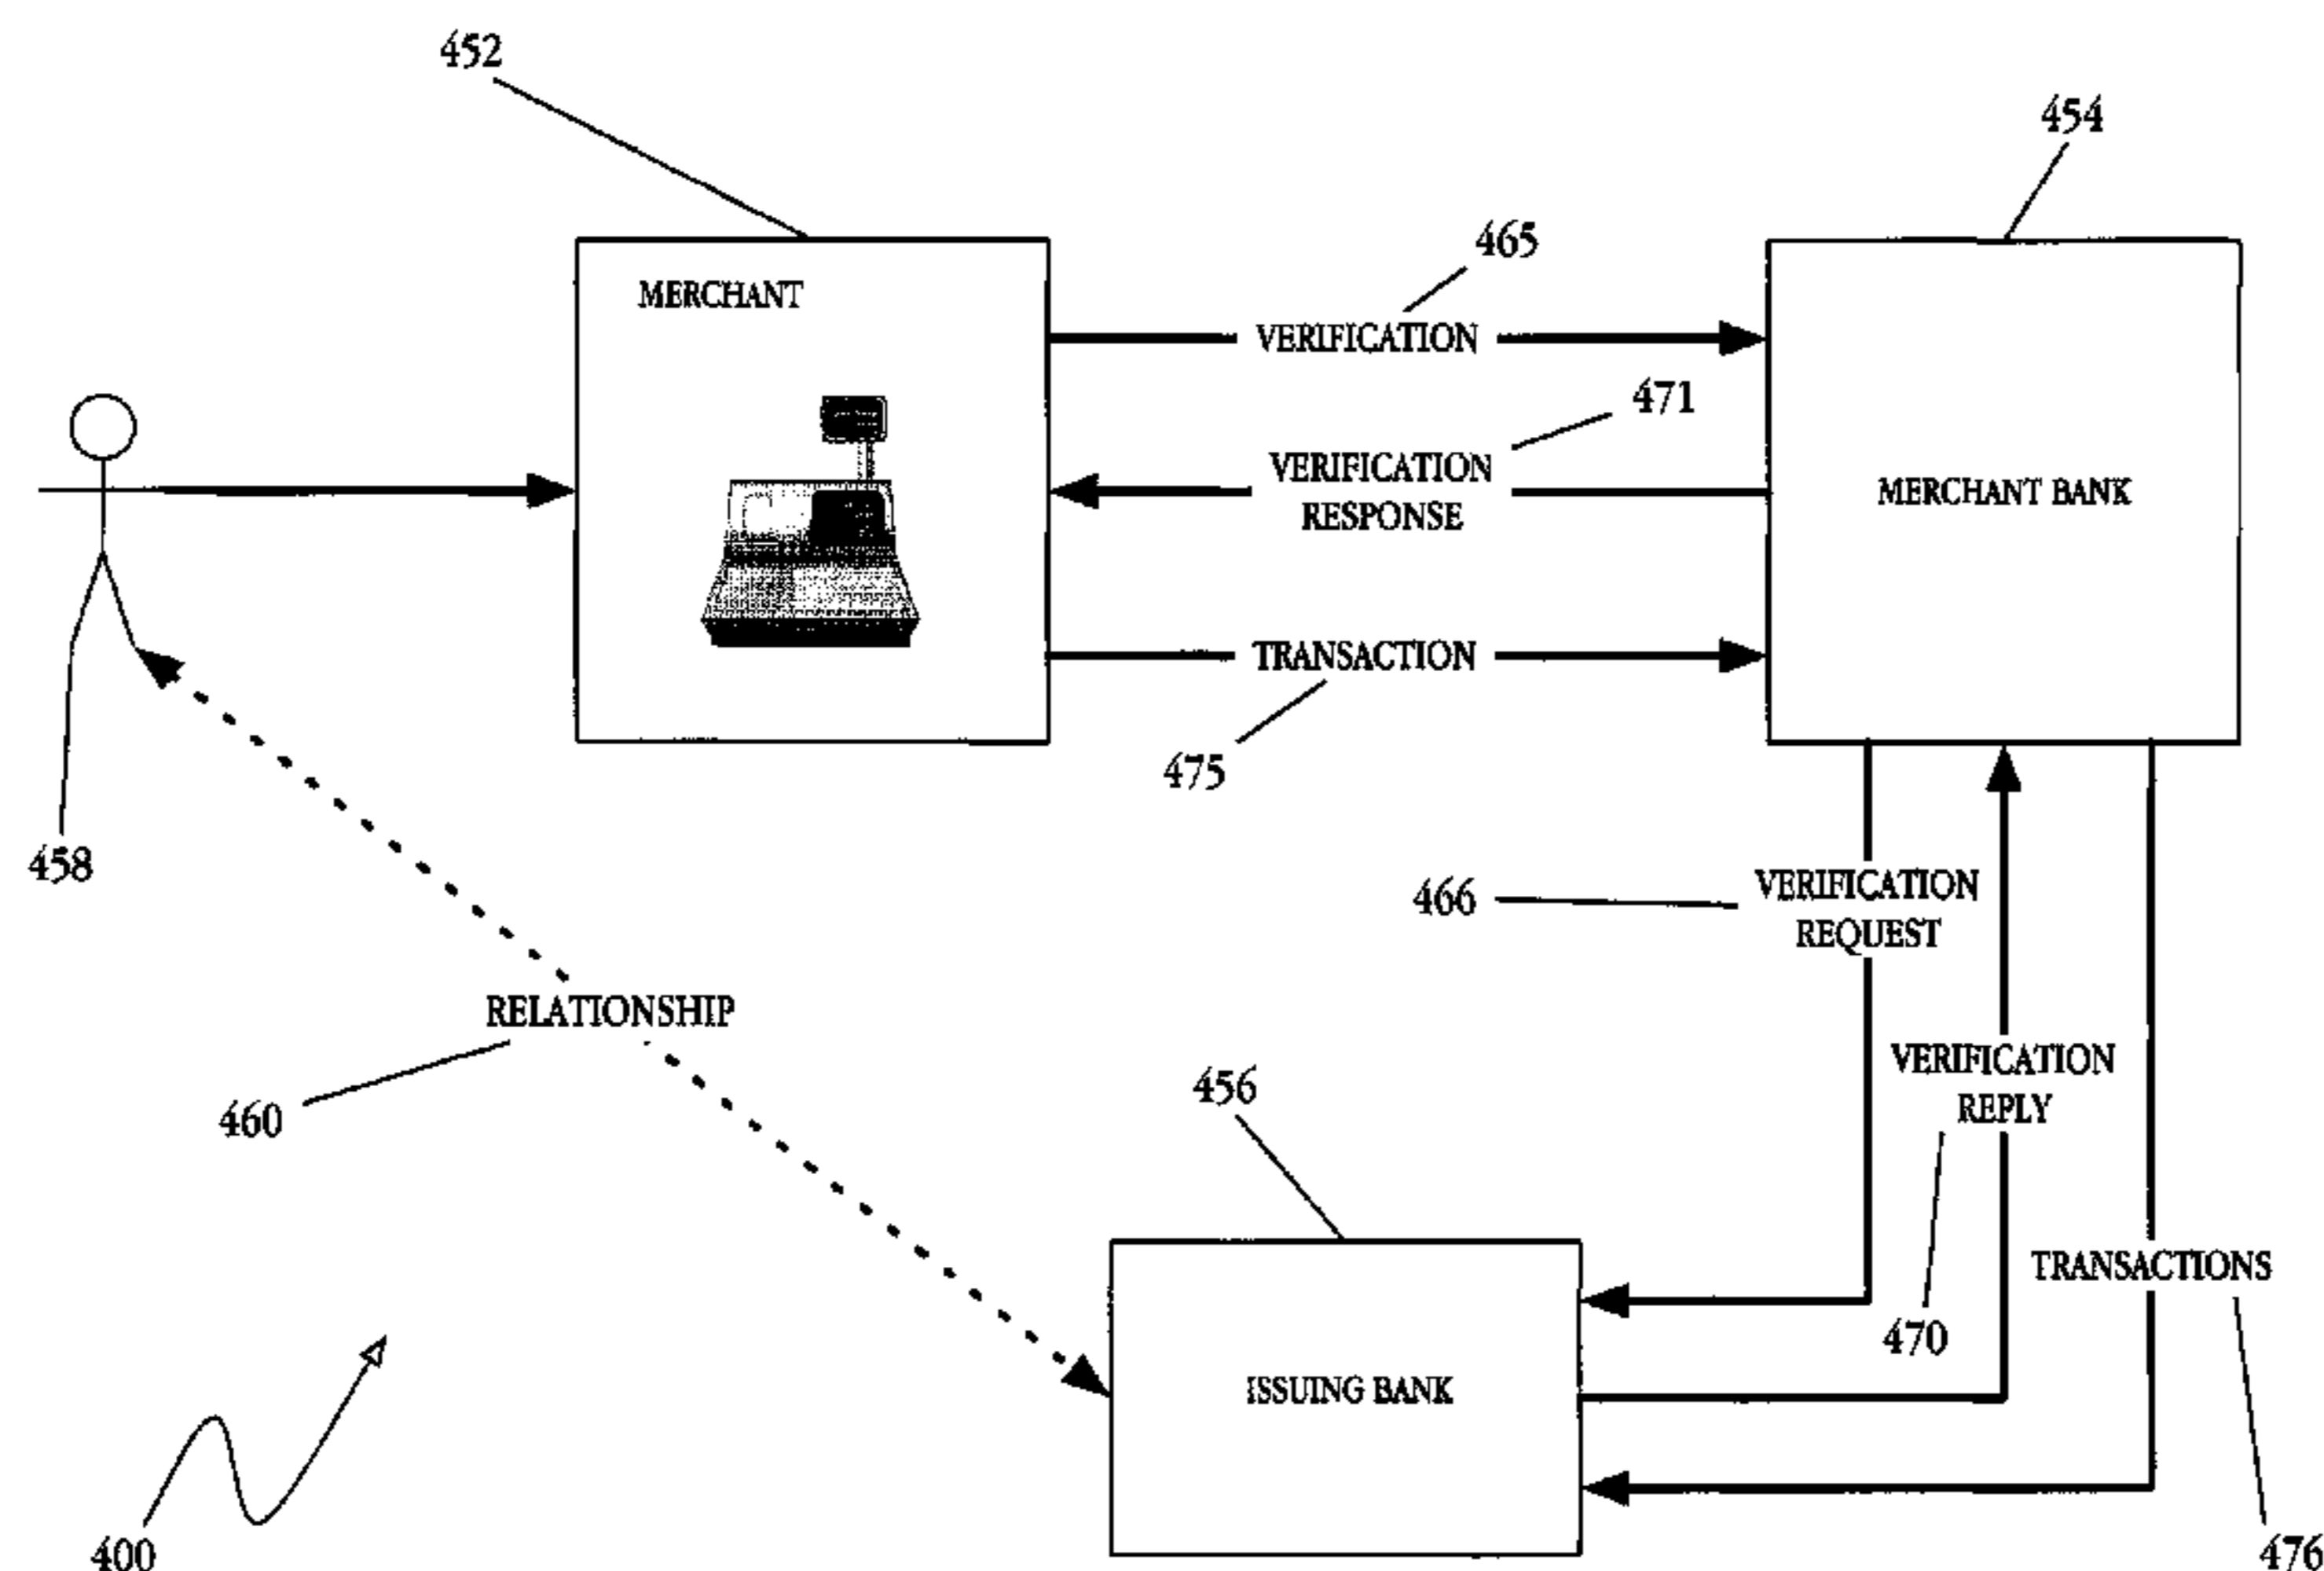 452
454
465
MERCHANT
VERIFICATION
471
VERIFICATION
RESPONSE
MERCHANT BANK
TRANSACTION
475
458
466
VERIFICATION
REQUEST
RELATIONSHIP
460
VERIFICATION
REPLY
456
TRANSACTIONS
470
ISSUING BANK
400
476